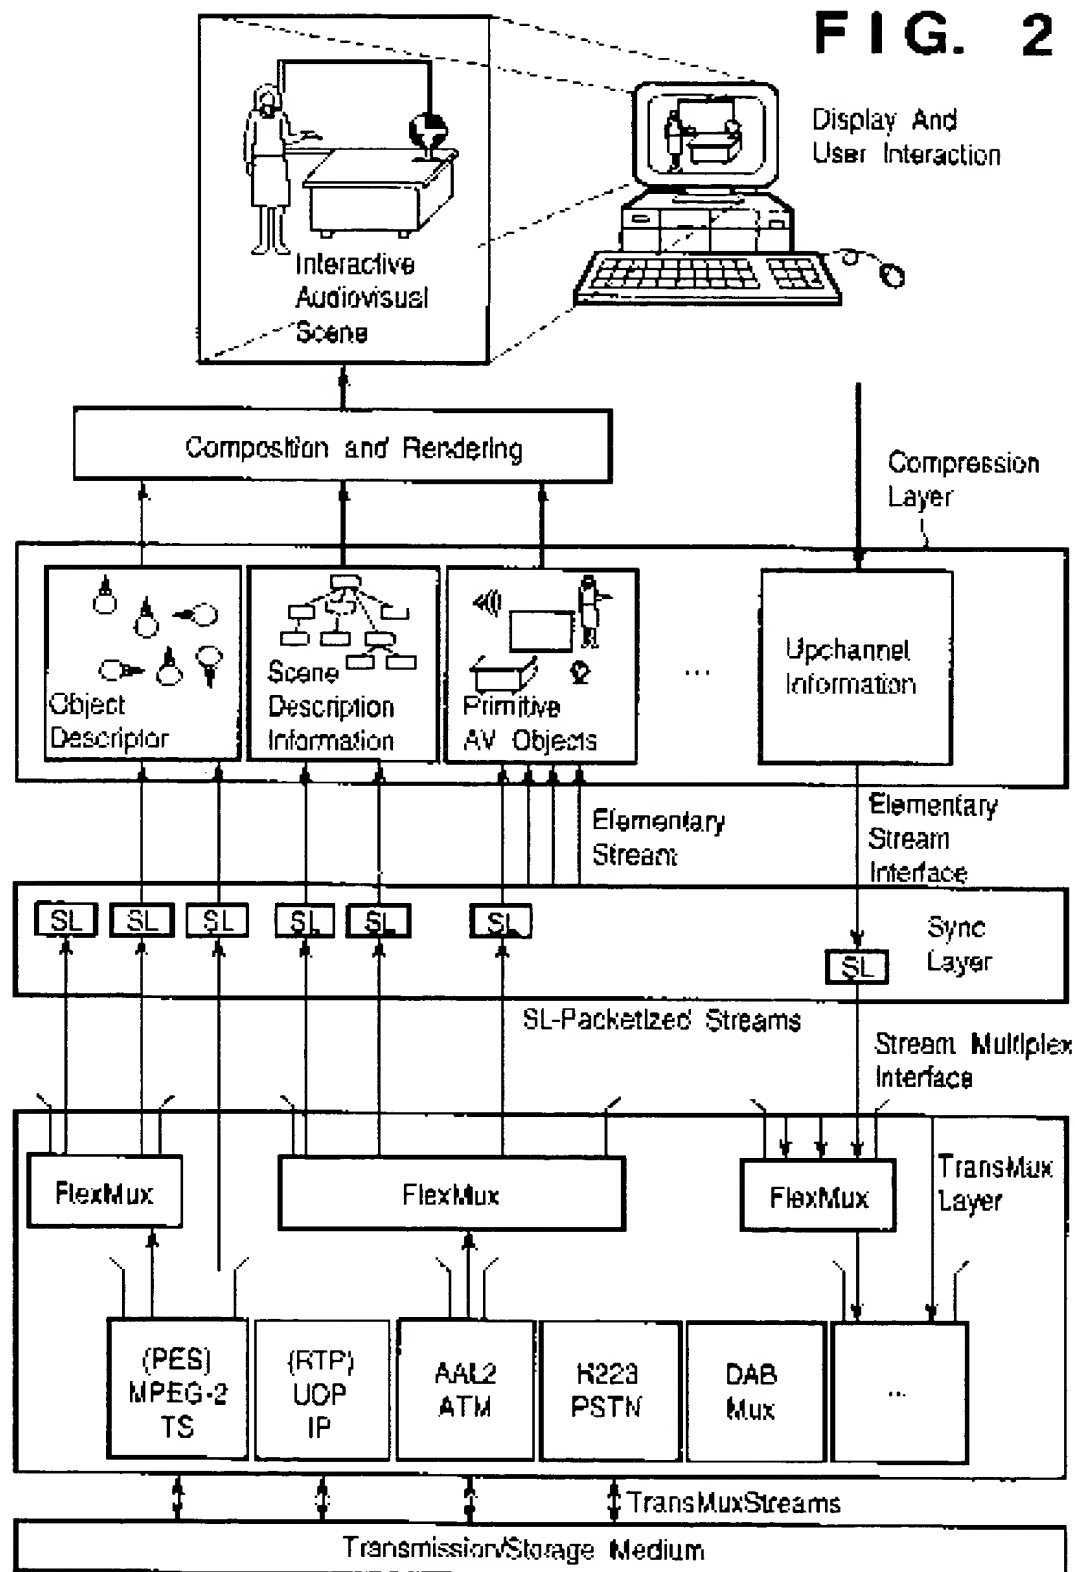 FIG. 2
Display And
User Interaction
Interactive
Audiovisual
Scene
Composition and Rendering
Compression
Layer
Object
Descriptor
Scene
Description
Information
Primitive
AV Objects
...
Upchannel
Information
Elementary
Stream
Elementary
Stream
Interface
SL
SL
SL
SL
SL
SL
SL
Sync
Layer
SL-Packetized Streams
Stream Multiplex
Interface
FlexMux
FlexMux
FlexMux
TransMux
Layer
(PES)
MPEG-2
TS
(RTP)
UDP
IP
AAL2
ATM
H223
PSTN
DAB
Mux
...
TransMuxStreams
Transmission/Storage Medium